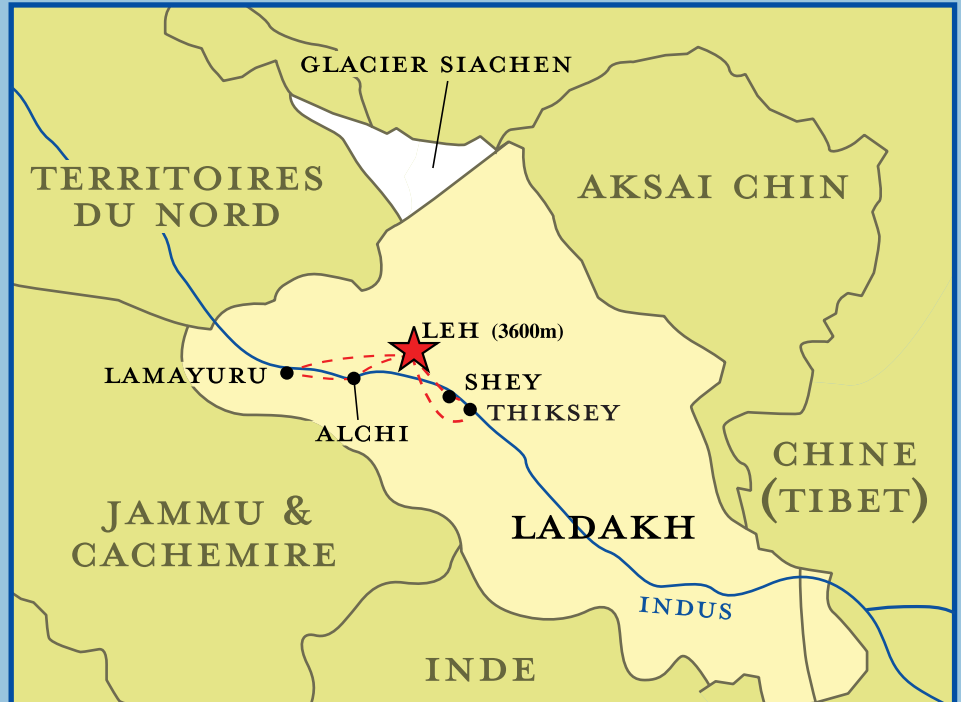 GLACIER SIACHEN
TERRITOIRES
DU NORD
AKSAI CHIN
LEH (3600m)
LAMAYURU
SHEY
THIKSEY
ALCHI
CHINE
(TIBET)
JAMMU &
CACHEMIRE
LADAKH
INDUS
INDE